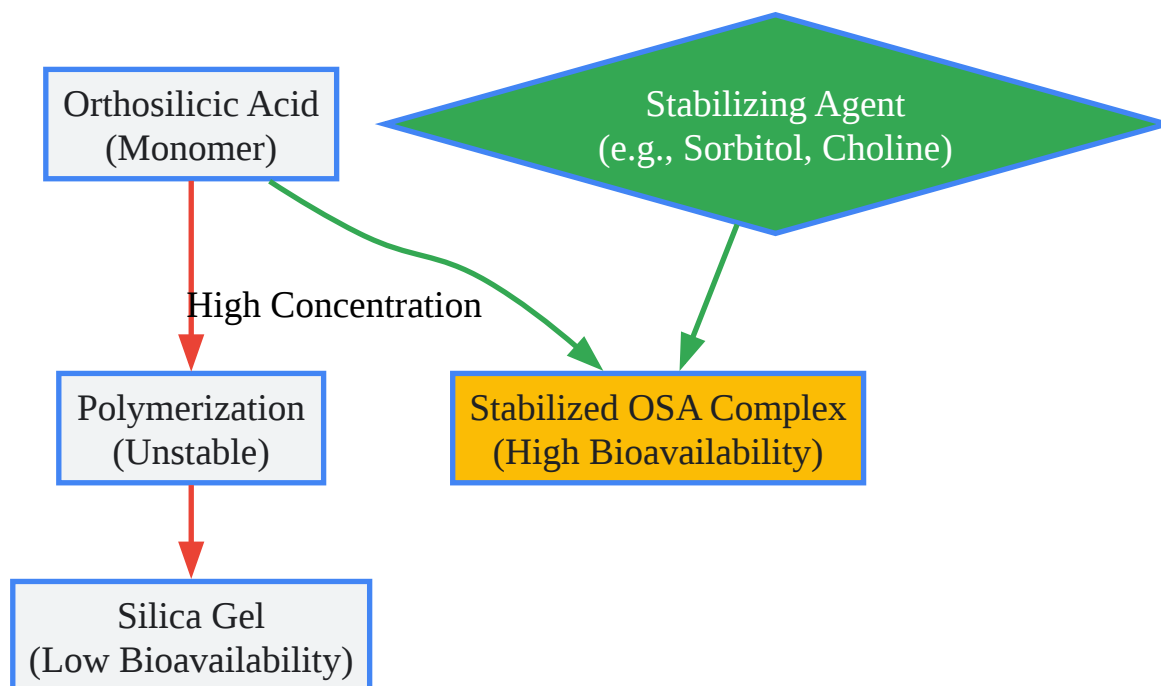 Orthosilicic Acid
(Monomer)
Stabilizing Agent
(e.g., Sorbitol, Choline)
High Concentration
Polymerization
(Unstable)
Stabilized OSA Complex
(High Bioavailability)
Silica Gel
(Low Bioavailability)